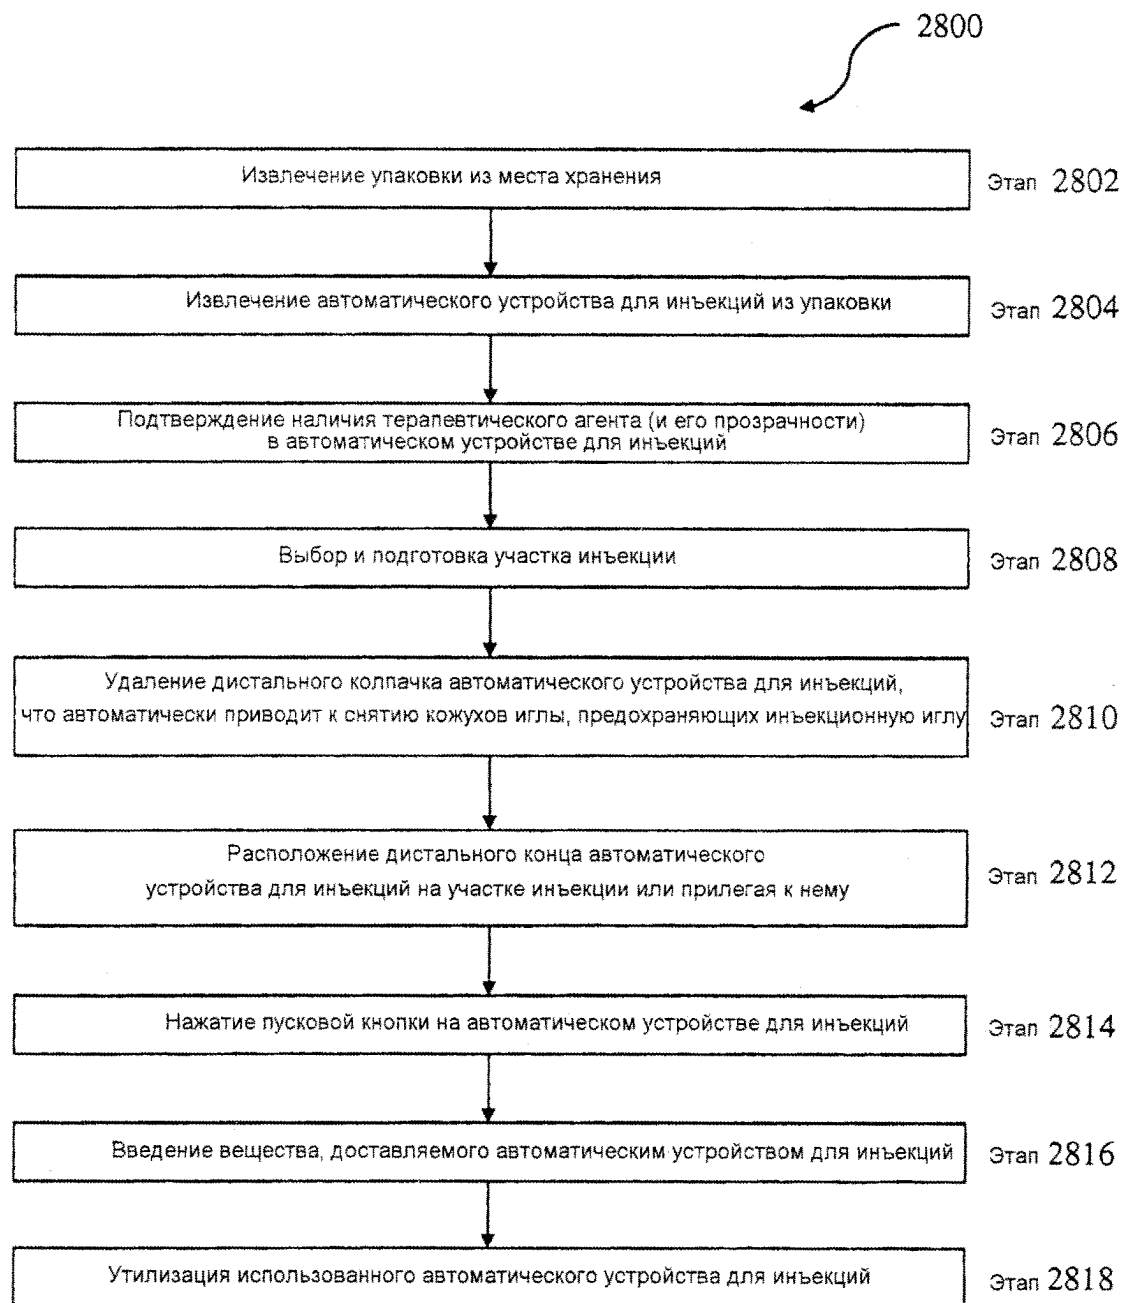 2800
Извлечение упаковки из места хранения
Этап 2802
Извлечение автоматического устройства для инъекций из упаковки
Этап 2804
Подтверждение наличия терапевтического агента (и его прозрачности)
в автоматическом устройстве для инъекций
Этап 2806
Выбор и подготовка участка инъекции
Этап 2808
Удаление дистального колпачка автоматического устройства для инъекций,
что автоматически приводит к снятию кожухов иглы, предохраняющих инъекционную иглу
Этап 2810
Расположение дистального конца автоматического
устройства для инъекций на участке инъекции или прилегая к нему
Этап 2812
Нажатие пусковой кнопки на автоматическом устройстве для инъекций
Этап 2814
Введение вещества, доставляемого автоматическим устройством для инъекций
Этап 2816
Утилизация использованного автоматического устройства для инъекций
Этап 2818